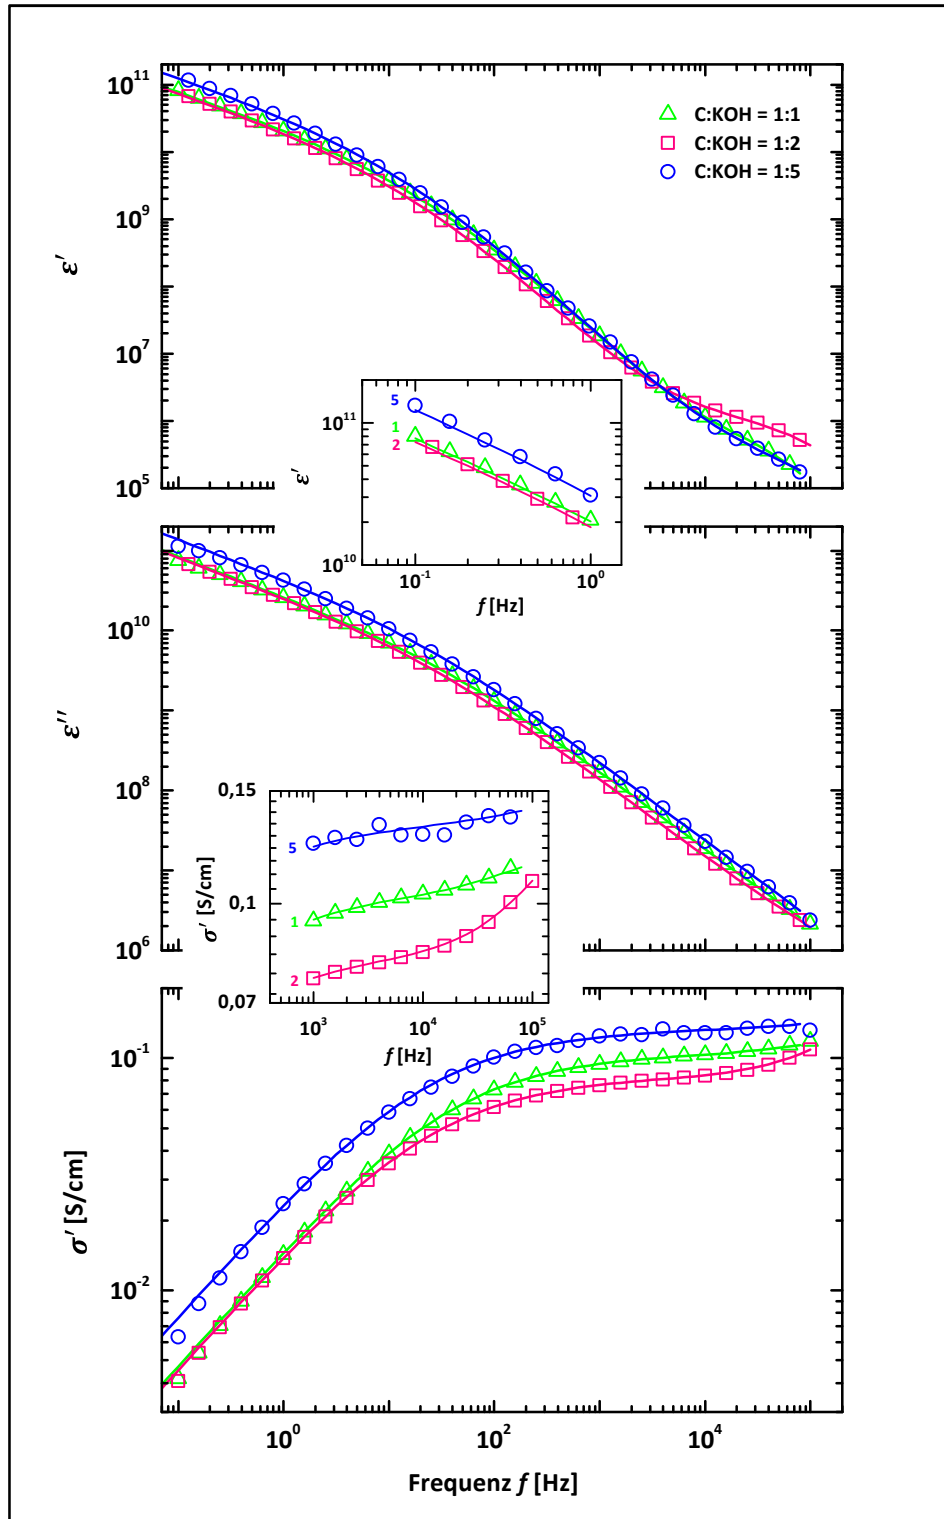 10^11
C:KOH = 1:1
C:KOH = 1:2
C:KOH = 1:5
10^9
ε'
10^7
10^5
5
1
2
10^11
ε'
10^10
10^-1
10^0
f [Hz]
10^10
ε''
10^8
10^6
0,15
5
0,1
1
σ' [S/cm]
2
0,07
10^3
10^4
10^5
f [Hz]
10^-1
σ' [S/cm]
10^-2
10^0
10^2
10^4
Frequenz f [Hz]